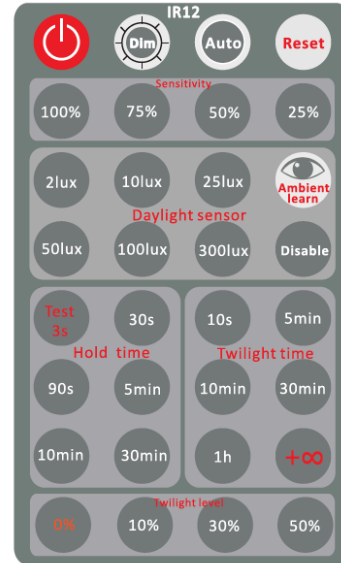 IR12
Dim Auto Reset
Sensitivity
100% 75% 50% 25%
2lux 10lux 25lux Ambient
learn
Daylight sensor
50lux 100lux 300lux Disable
Test
3s 30s 10s 5min
Hold time Twilight time
90s 5min 10min 30min
10min 30min 1h +∞
Twilight level
0% 10% 30% 50%